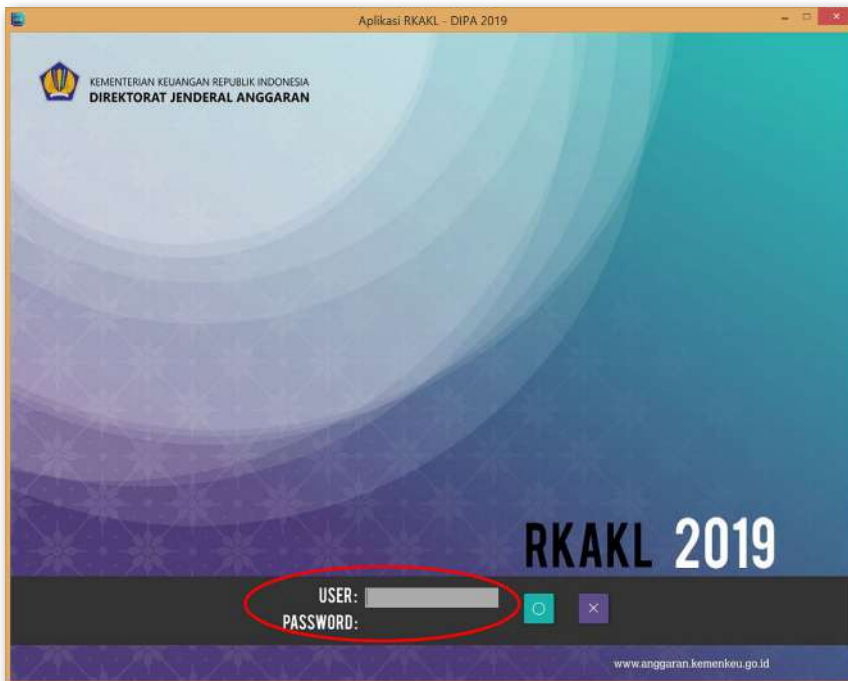 Aplikasi RKAKL - DIPA 2019
KEMENTERIAN KEUANGAN REPUBLIK INDONESIA
DIREKTORAT JENDERAL ANGGARAN
RKAKL 2019
USER:
PASSWORD:
www.anggaran.kemenkeu.go.id